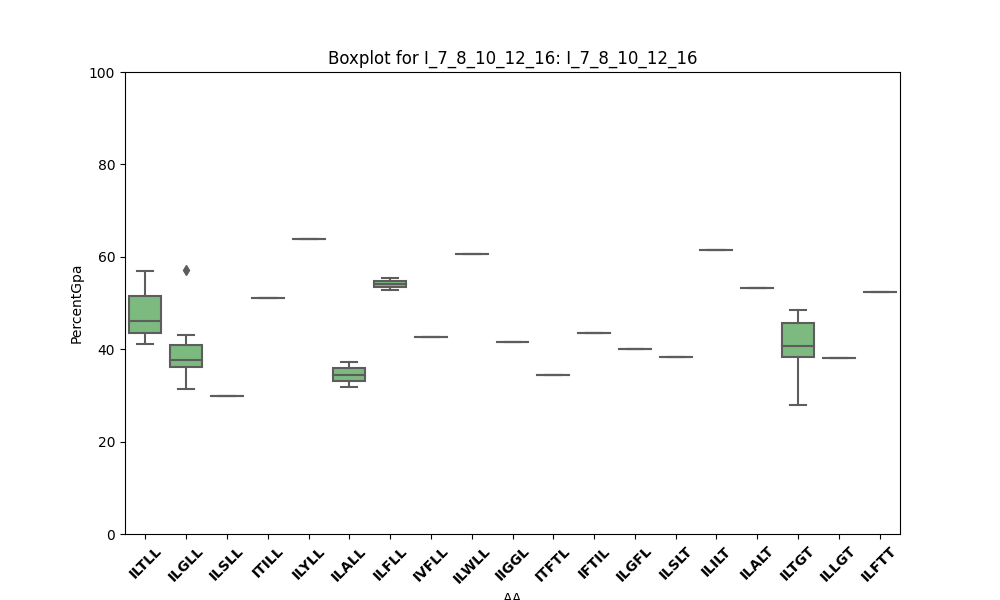 Boxplot for I_7_8_10_12_16: I_7_8_10_12_16
100
80
60
40
20
0
PercentGpa
ILTLL
ILGLL
ILSLL
ITILL
ILYLL
ILALL
ILFLL
IVFLL
ILWLL
IIGGL
ITFTL
IFTIL
ILGFL
ILSLT
ILILT
ILALT
ILTGT
ILLGT
ILFTT
AA